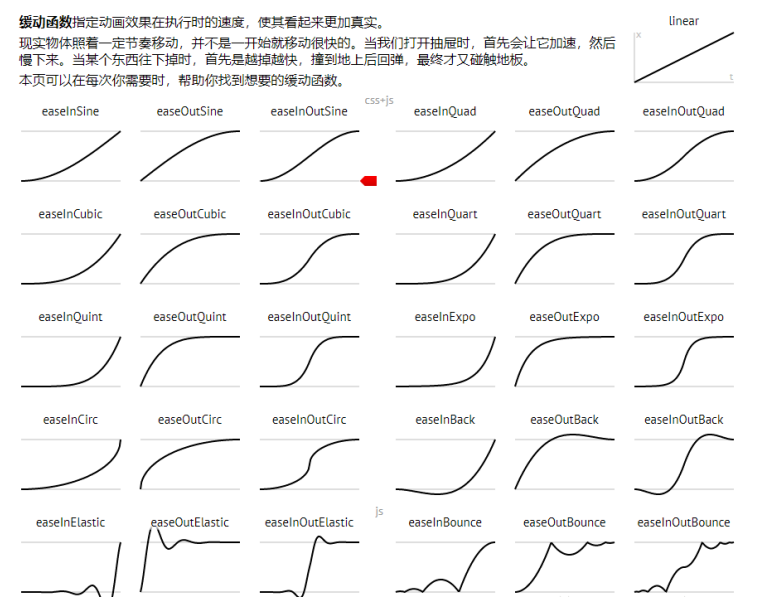 缓动函数指定动画效果在执行时的速度，使其看起来更加真实。
现实物体照着一定节奏移动，并不是一开始就移动很快的。当我们打开抽屉时，首先会让它加速，然后
慢下来。当某个东西往下掉时，首先是越掉越快，撞到地上后回弹，最终才又碰触地板。
本页可以在每次你需要时，帮助你找到想要的缓动函数。
linear
x
t
css+js
easeInSine easeOutSine easeInOutSine easeInQuad easeOutQuad easeInOutQuad
easeInCubic easeOutCubic easeInOutCubic easeInQuart easeOutQuart easeInOutQuart
easeInQuint easeOutQuint easeInOutQuint easeInExpo easeOutExpo easeInOutExpo
easeInCirc easeOutCirc easeInOutCirc easeInBack easeOutBack easeInOutBack
js
easeInElastic easeOutElastic easeInOutElastic easeInBounce easeOutBounce easeInOutBounce